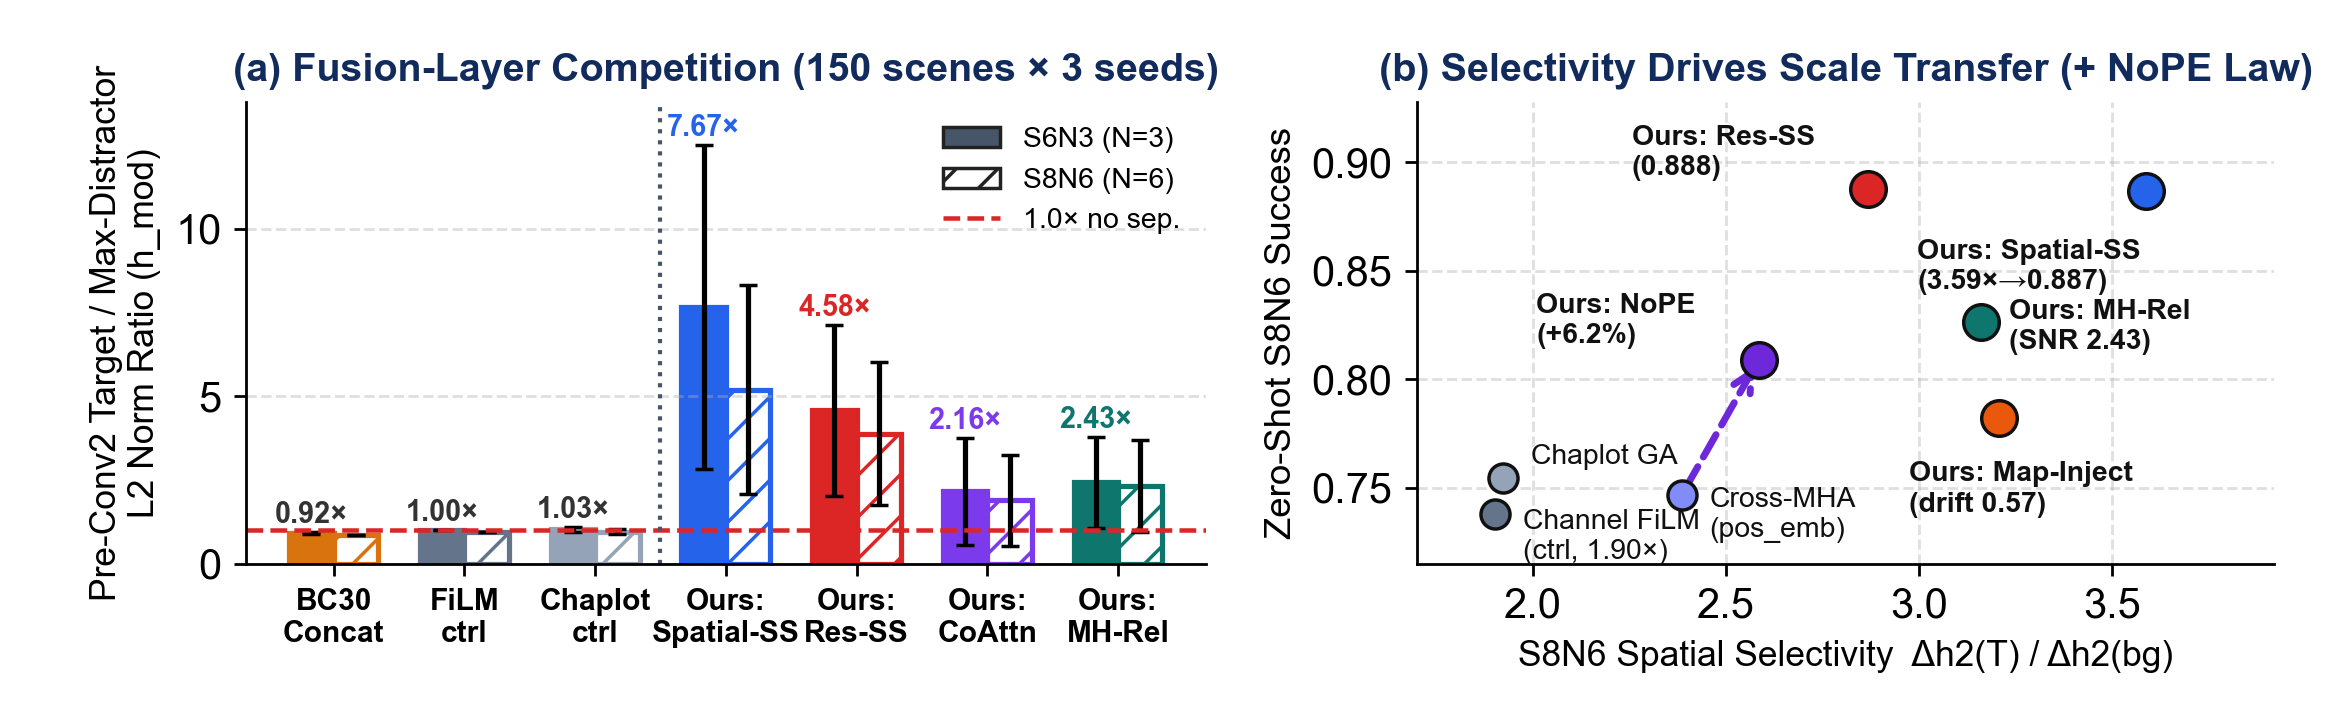 (a) Fusion-Layer Competition (150 scenes × 3 seeds)
Pre-Conv2 Target / Max-Distractor
L2 Norm Ratio (h_mod)
10
5
0
7.67×
4.58×
2.16×
2.43×
0.92×
1.00×
1.03×
S6N3 (N=3)
S8N6 (N=6)
1.0× no sep.
BC30
Concat
FiLM
ctrl
Chaplot
ctrl
Ours:
Spatial-SS
Ours:
Res-SS
Ours:
CoAttn
Ours:
MH-Rel
(b) Selectivity Drives Scale Transfer (+ NoPE Law)
Zero-Shot S8N6 Success
0.90
0.85
0.80
0.75
Ours: Res-SS
(0.888)
Ours: Spatial-SS
(3.59×→0.887)
Ours: NoPE
(+6.2%)
Ours: MH-Rel
(SNR 2.43)
Chaplot GA
Ours: Map-Inject
(drift 0.57)
Cross-MHA
(pos_emb)
Channel FiLM
(ctrl, 1.90×)
2.0
2.5
3.0
3.5
S8N6 Spatial Selectivity Δh2(T) / Δh2(bg)